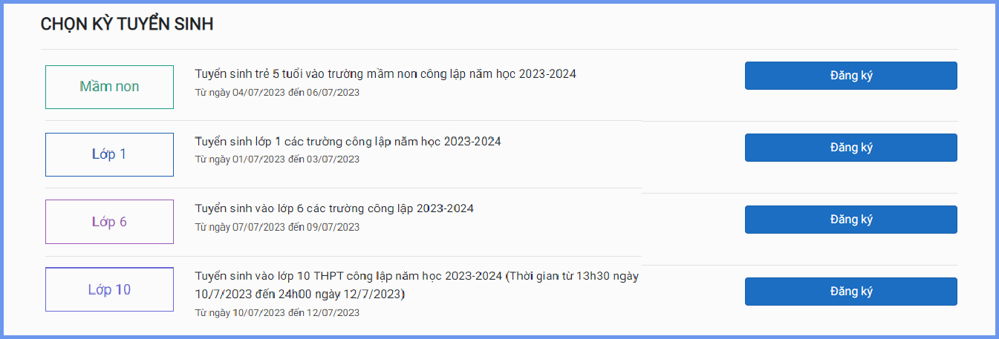 CHỌN KỲ TUYỂN SINH
Mầm non
Tuyển sinh trẻ 5 tuổi vào trường mầm non công lập năm học 2023-2024
Từ ngày 04/07/2023 đến 06/07/2023
Đăng ký
Lớp 1
Tuyển sinh lớp 1 các trường công lập năm học 2023-2024
Từ ngày 01/07/2023 đến 03/07/2023
Đăng ký
Lớp 6
Tuyển sinh vào lớp 6 các trường công lập 2023-2024
Từ ngày 07/07/2023 đến 09/07/2023
Đăng ký
Lớp 10
Tuyển sinh vào lớp 10 THPT công lập năm học 2023-2024 (Thời gian từ 13h30 ngày
10/7/2023 đến 24h00 ngày 12/7/2023)
Từ ngày 10/07/2023 đến 12/07/2023
Đăng ký